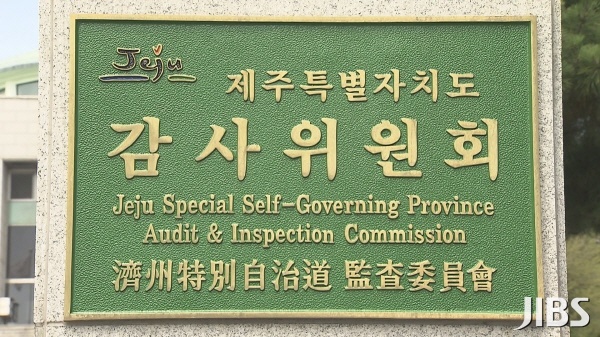 Jeju
제주특별자치도
감사위원회
Jeju Special Self-Governing Province
Audit & Inspection Commission
濟州特別自治道 監査委員會
JIBS